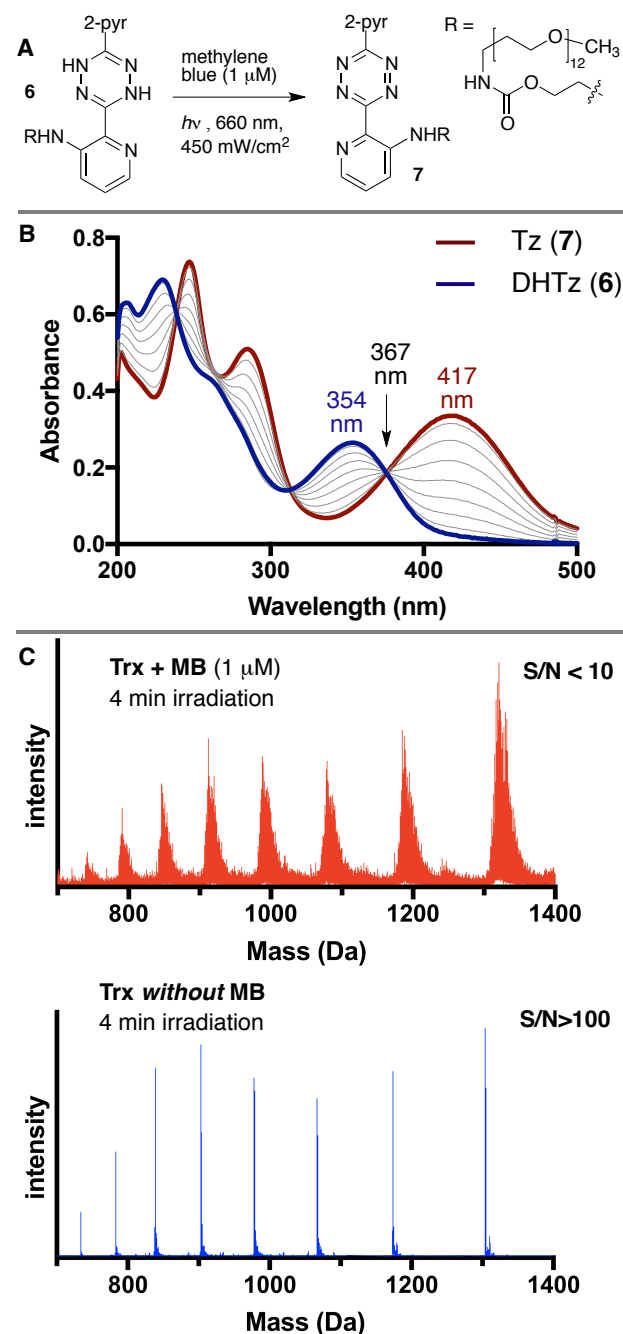 A
2-pyr
HN
N
N
NH
6
RHN
N
methylene
blue (1 μM)
hν , 660 nm,
450 mW/cm2
2-pyr
N
N
N
N
N
NHR
7
R =
O
CH3
12
NH
O
O
B
Absorbance
0.8
0.6
0.4
0.2
0.0
Tz (7)
DHTz (6)
354
nm
367
nm
417
nm
200
300
400
500
Wavelength (nm)
C
Trx + MB (1 μM)
4 min irradiation
S/N < 10
intensity
800
1000
1200
1400
Mass (Da)
Trx without MB
4 min irradiation
S/N>100
intensity
800
1000
1200
1400
Mass (Da)